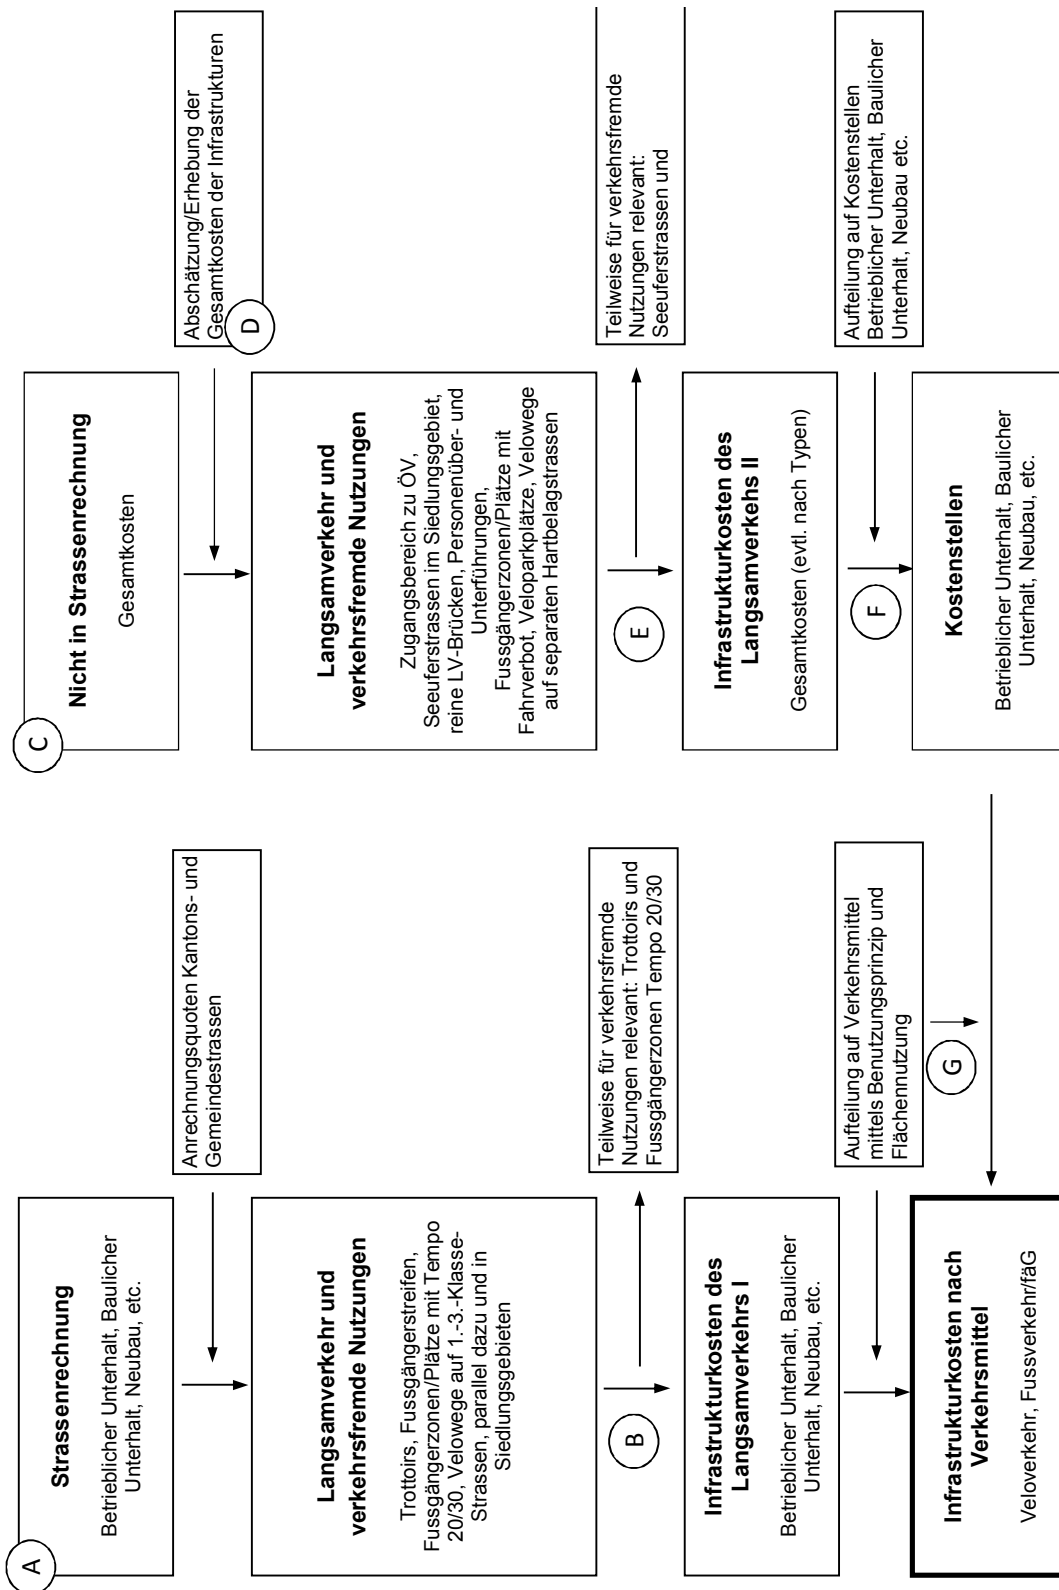 A
Strassenrechnung
Betrieblicher Unterhalt, Baulicher
Unterhalt, Neubau, etc.
Anrechnungsquoten Kantons- und
Gemeindestrassen
Langsamverkehr und
verkehrsfremde Nutzungen
Trottoirs, Fussgängerstreifen,
Fussgängerzonen/Plätze mit Tempo
20/30, Velowege auf 1.-3.-Klasse-
Strassen, parallel dazu und in
Siedlungsgebieten
B
Teilweise für verkehrsfremde
Nutzungen relevant: Trottoirs und
Fussgängerzonen Tempo 20/30
Infrastrukturkosten des
Langsamverkehrs I
Betrieblicher Unterhalt, Baulicher
Unterhalt, Neubau, etc.
Aufteilung auf Verkehrsmittel
mittels Benutzungsprinzip und
Flächennutzung
G
Infrastrukturkosten nach
Verkehrsmittel
Veloverkehr, Fussverkehr/fäG
C
Nicht in Strassenrechnung
Gesamtkosten
Abschätzung/Erhebung der
Gesamtkosten der Infrastrukturen
D
Langsamverkehr und
verkehrsfremde Nutzungen
Zugangsbereich zu ÖV,
Seeuferstrassen im Siedlungsgebiet,
reine LV-Brücken, Personenüber- und
Unterführungen,
Fussgängerzonen/Plätze mit
Fahrverbot, Veloparkplätze, Velowege
auf separaten Hartbelagstrassen
E
Teilweise für verkehrsfremde
Nutzungen relevant:
Seeuferstrassen und
Infrastrukturkosten des
Langsamverkehs II
Gesamtkosten (evtl. nach Typen)
F
Aufteilung auf Kostenstellen
Betrieblicher Unterhalt, Baulicher
Unterhalt, Neubau etc.
Kostenstellen
Betrieblicher Unterhalt, Baulicher
Unterhalt, Neubau, etc.